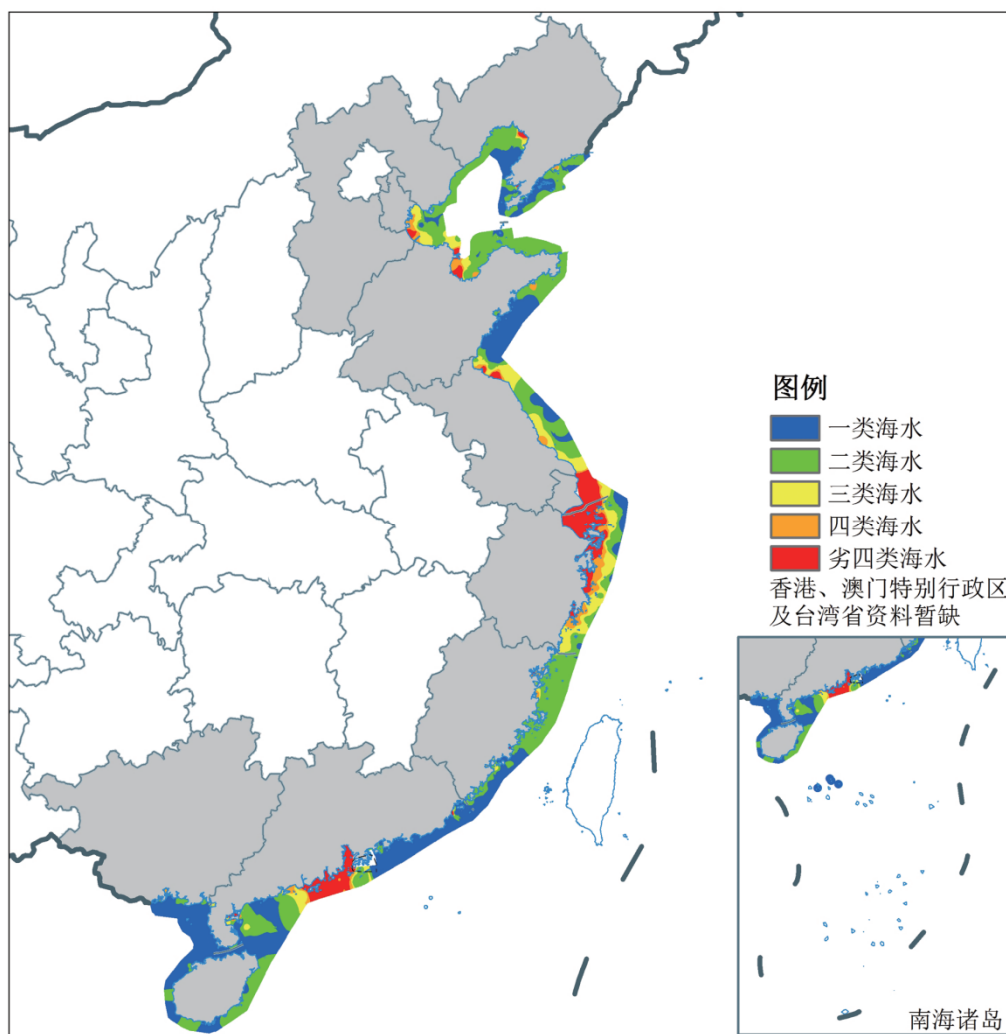 图例
一类海水
二类海水
三类海水
四类海水
劣四类海水
香港、澳门特别行政区
及台湾省资料暂缺
南海诸岛